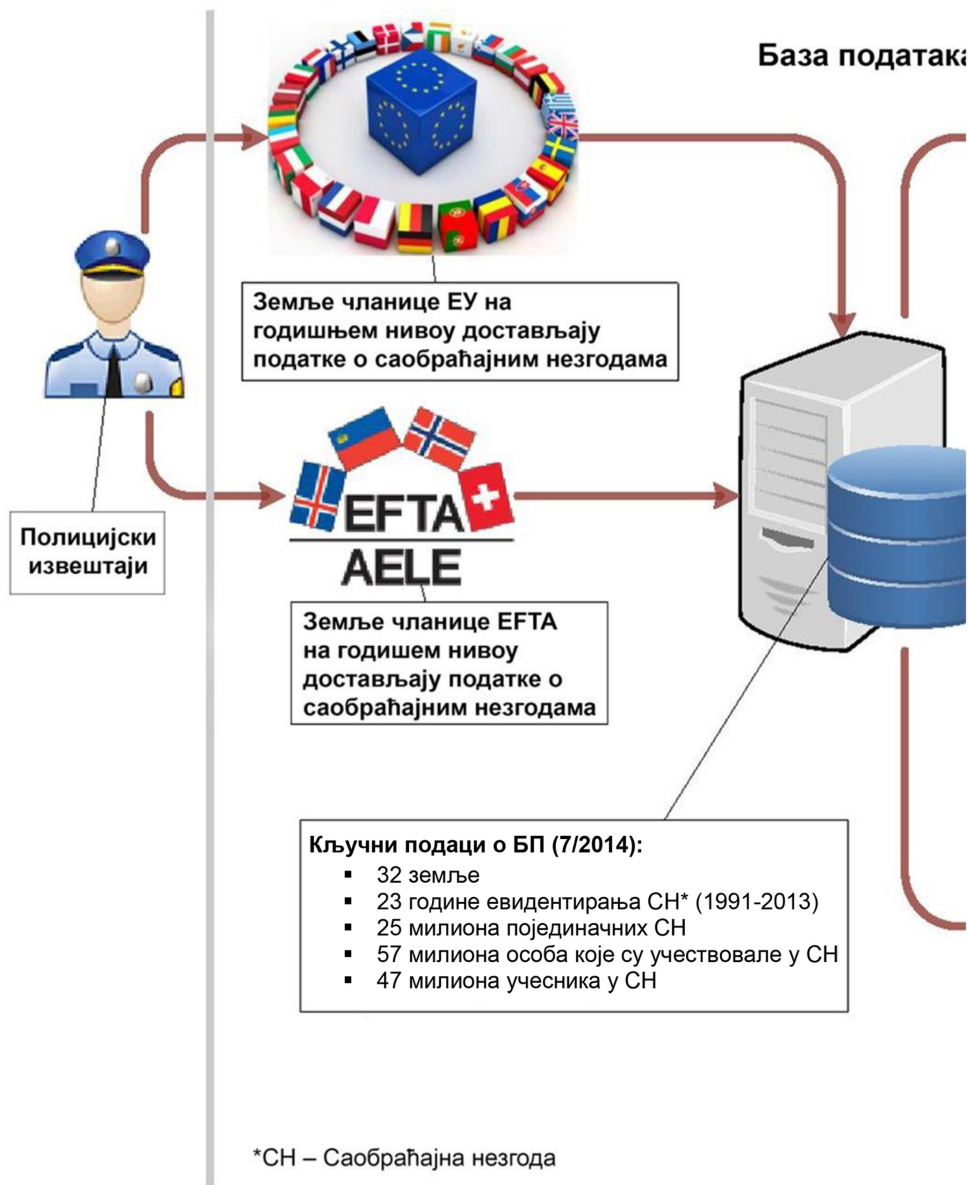 База података
Земље чланице ЕУ на
годишњем нивоу достављају
податке о саобраћајним незгодама
EFTA
AELE
Полицијски
извештаји
Земље чланице EFTA
на годишем нивоу
достављају податке о
саобраћајним незгодама
Кључни подаци о БП (7/2014):
▪ 32 земље
▪ 23 године евидентирања СН* (1991-2013)
▪ 25 милиона појединачних СН
▪ 57 милиона особа које су учествовале у СН
▪ 47 милиона учесника у СН
*СН – Саобраћајна незгода